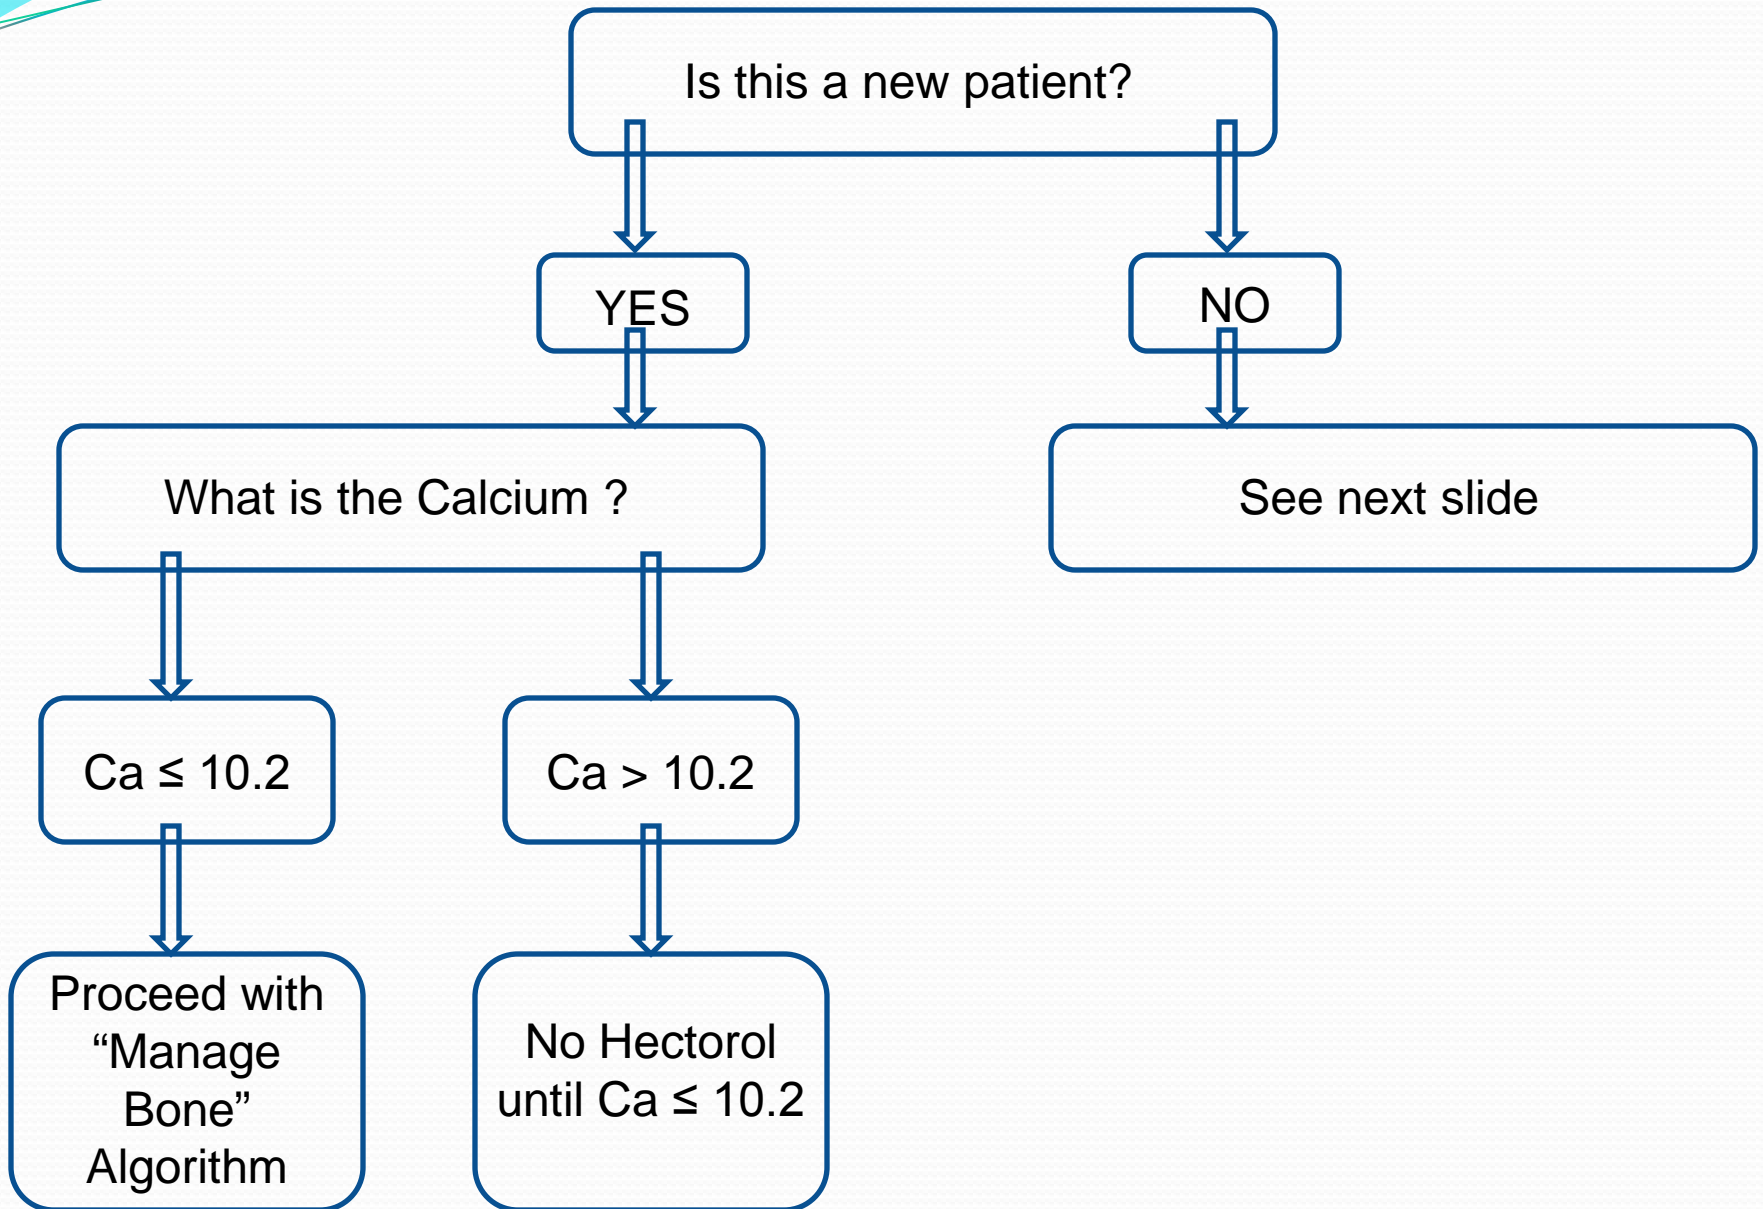 Is this a new patient?
YES
NO
What is the Calcium ?
See next slide
Ca ≤ 10.2
Ca > 10.2
Proceed with
“Manage
Bone”
Algorithm
No Hectorol
until Ca ≤ 10.2